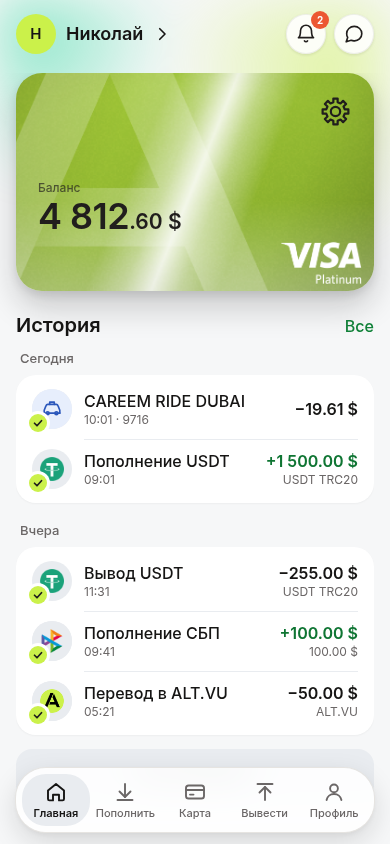 Н
Николай
2
Баланс
4 812.60 $
VISA
Platinum
История
Все
Сегодня
CAREEM RIDE DUBAI
−19.61 $
10:01 · 9716
Пополнение USDT
+1 500.00 $
09:01
USDT TRC20
Вчера
Вывод USDT
−255.00 $
11:31
USDT TRC20
Пополнение СБП
+100.00 $
09:41
100.00 $
Перевод в ALT.VU
−50.00 $
05:21
ALT.VU
Главная
Пополнить
Карта
Вывести
Профиль